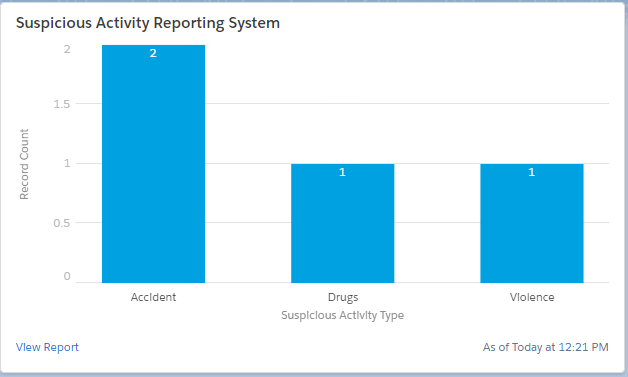 Suspicious Activity Reporting System
2
1.5
1
0.5
0
Record Count
2
1
1
Accident
Drugs
Violence
Suspicious Activity Type
View Report
As of Today at 12:21 PM